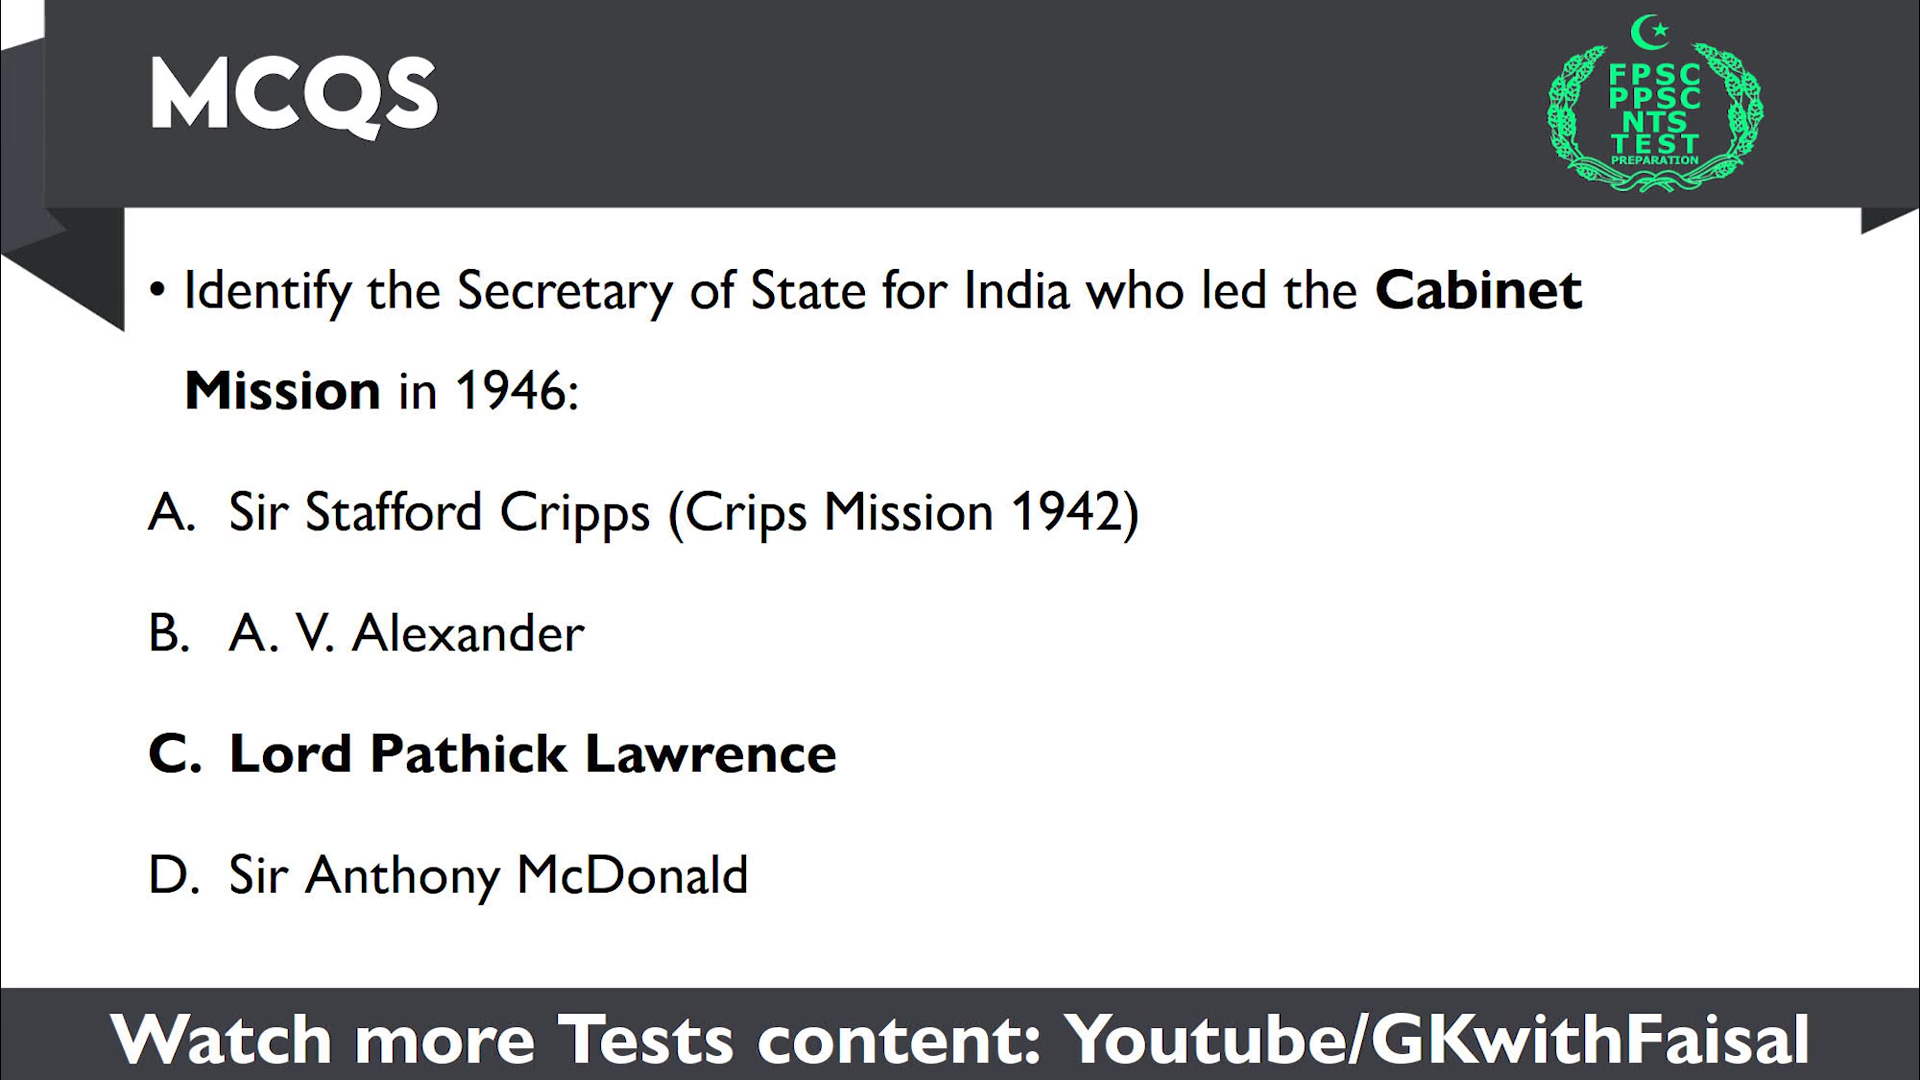 MCQS
FPSC
PPSC
NTS
TEST
PREPARATION
• Identify the Secretary of State for India who led the Cabinet
Mission in 1946:
A. Sir Stafford Cripps (Crips Mission 1942)
B. A. V. Alexander
C. Lord Pathick Lawrence
D. Sir Anthony McDonald
Watch more Tests content: Youtube/GKwithFaisal